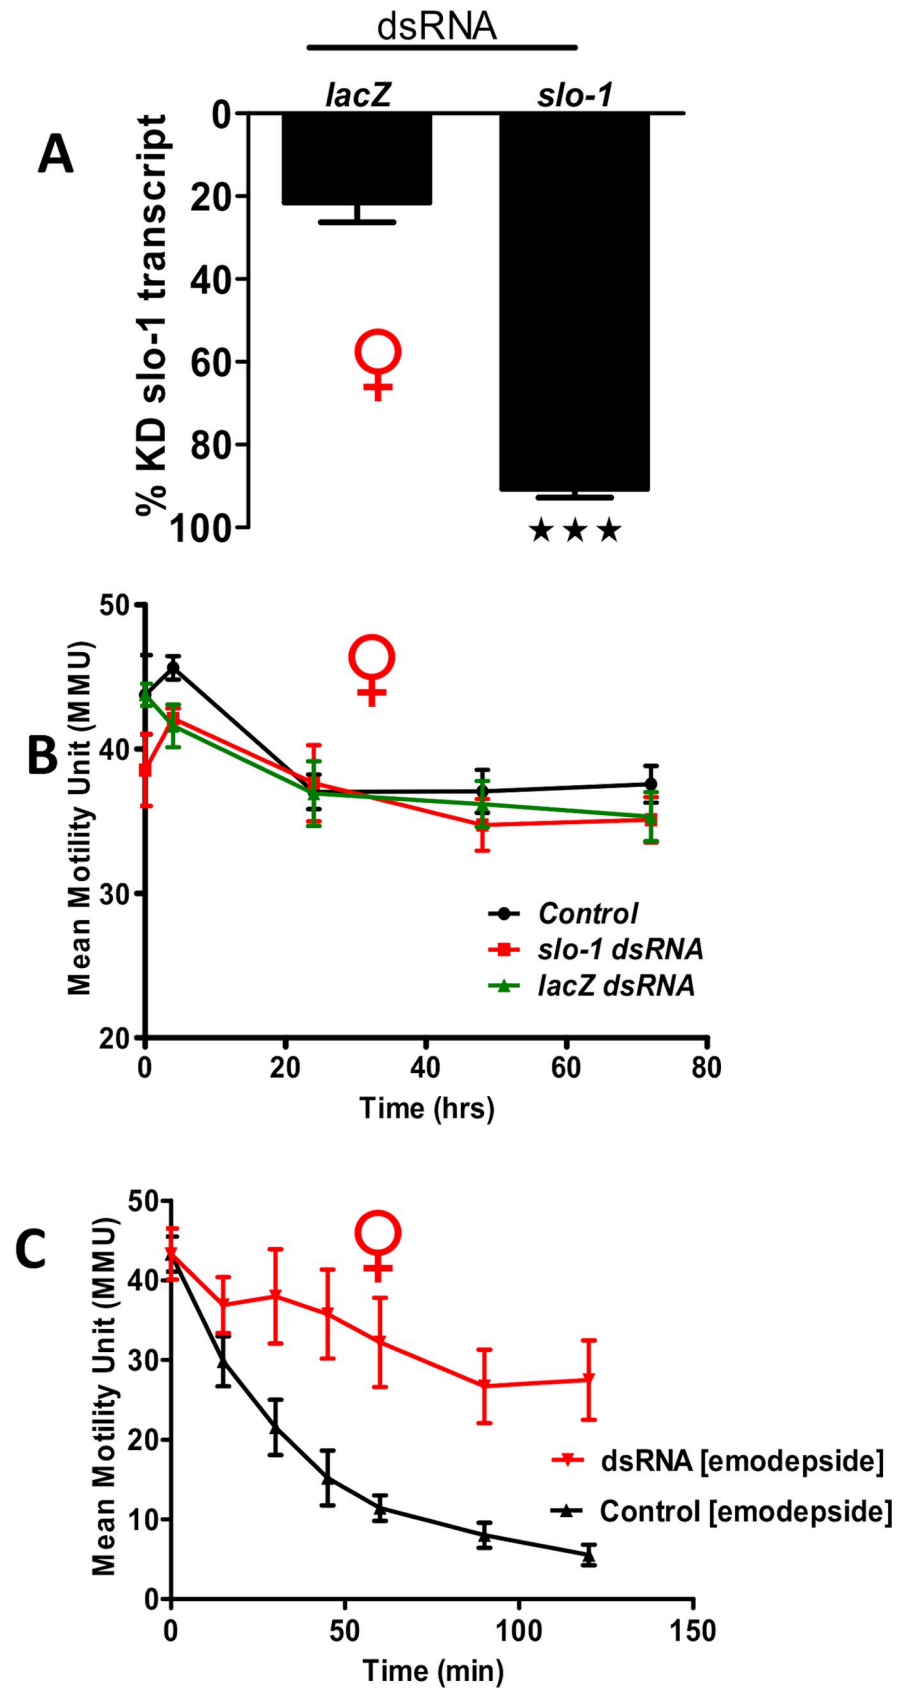 dsRNA
lacZ slo-1
A
% KD slo-1 transcript
0
20
40
60
80
100
★★★
B
Mean Motility Unit (MMU)
50
40
30
20
Control
slo-1 dsRNA
lacZ dsRNA
0 20 40 60 80
Time (hrs)
C
Mean Motility Unit (MMU)
50
40
30
20
10
0
dsRNA [emodepside]
Control [emodepside]
0 50 100 150
Time (min)